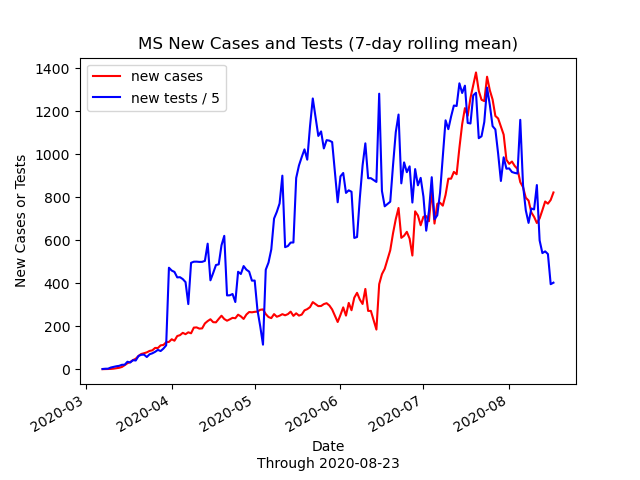 MS New Cases and Tests (7-day rolling mean)
new cases
new tests / 5
1400
1200
1000
800
600
400
200
0
New Cases or Tests
2020-03
2020-04
2020-05
2020-06
2020-07
2020-08
Date
Through 2020-08-23